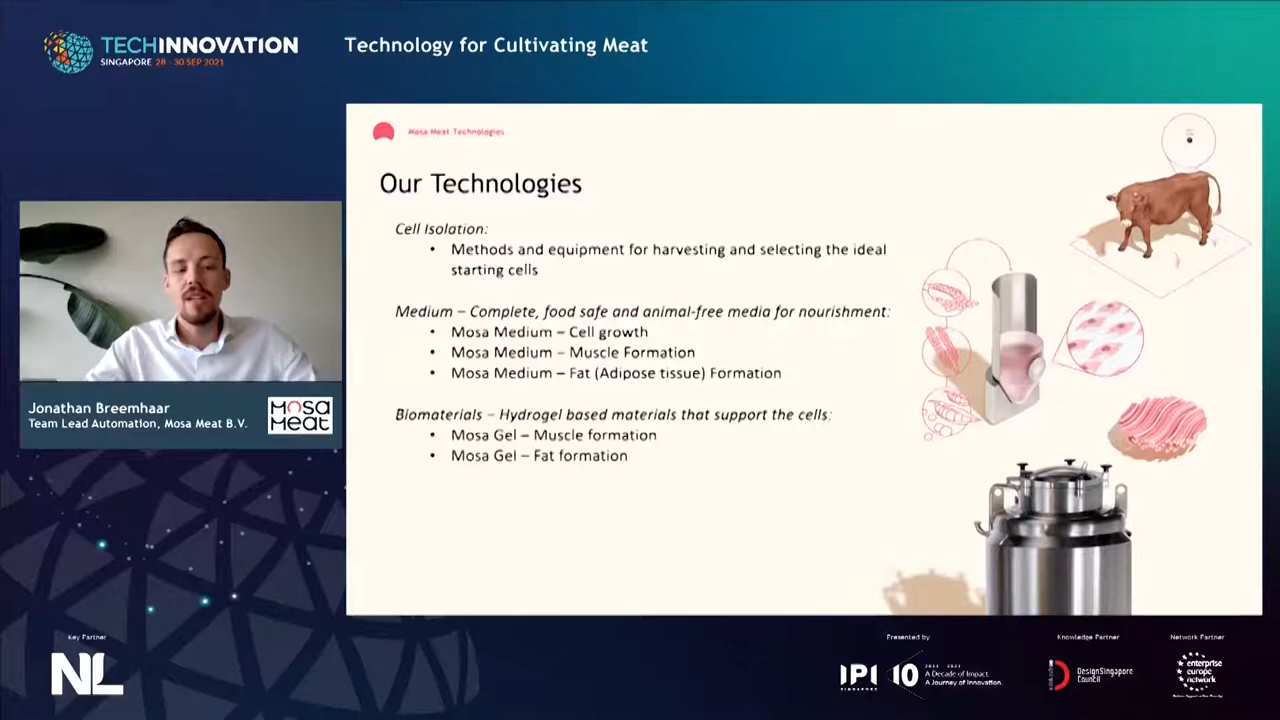 TECHINNOVATION
SINGAPORE 28 - 30 SEP 2021
Technology for Cultivating Meat
Mosa Meat Technologies
Our Technologies
Cell Isolation:
• Methods and equipment for harvesting and selecting the ideal
starting cells
Medium – Complete, food safe and animal-free media for nourishment:
• Mosa Medium – Cell growth
• Mosa Medium – Muscle Formation
• Mosa Medium – Fat (Adipose tissue) Formation
Biomaterials – Hydrogel based materials that support the cells:
• Mosa Gel – Muscle formation
• Mosa Gel – Fat formation
Jonathan Breemhaar
Team Lead Automation, Mosa Meat B.V.
MOSA
MeaT
Key Partner
NL
Presented by
IPI
SINGAPORE
10
A Decade of Impact.
A Journey of Innovation.
Knowledge Partner
DesignSingapore
Council
Network Partner
enterprise
europe
network